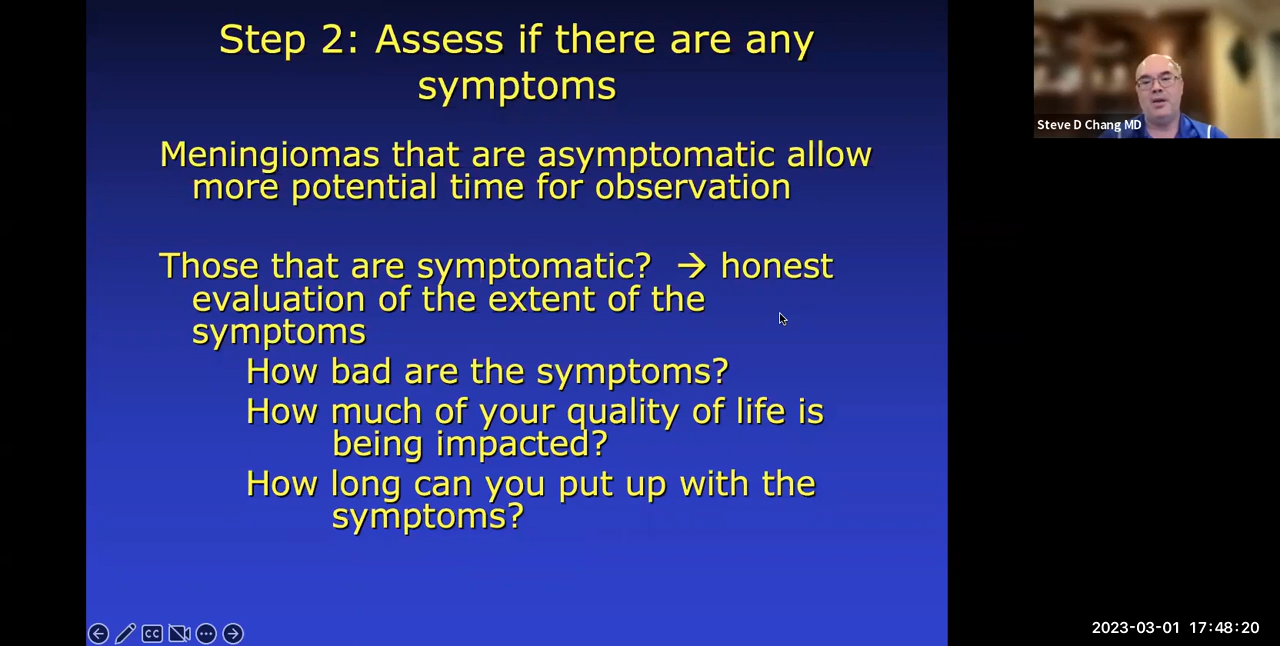 Step 2: Assess if there are any
symptoms
Meningiomas that are asymptomatic allow
more potential time for observation
Those that are symptomatic? → honest
evaluation of the extent of the
symptoms
How bad are the symptoms?
How much of your quality of life is
being impacted?
How long can you put up with the
symptoms?
Steve D Chang MD
CC
2023-03-01 17:48:20